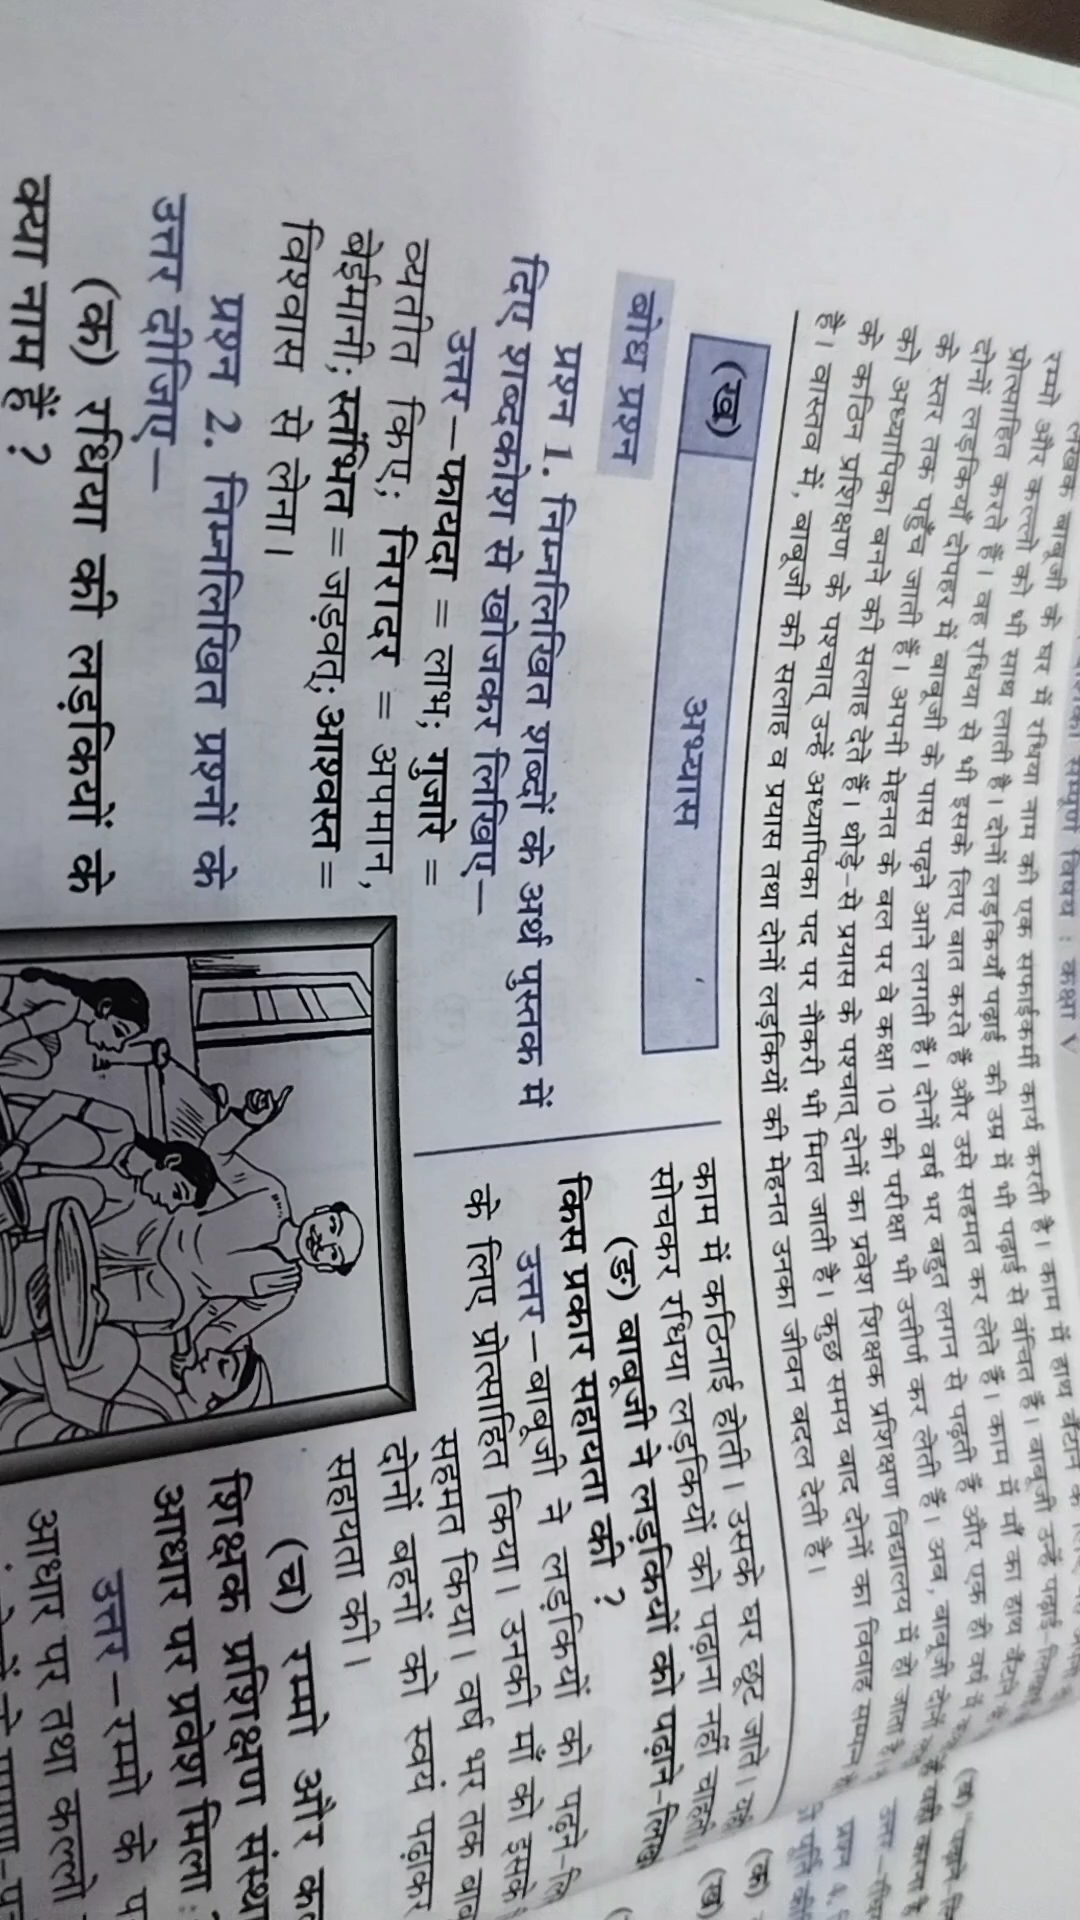 सम्पूर्ण विषय : कक्षा V
लेखक बाबूजी के घर में रधिया नाम की एक सफाईकर्मी कार्य करती है। काम में हाथ बँटाने के लिए वह अपनी
रम्मो और कल्लो को भी साथ लाती है। दोनों लड़कियाँ पढ़ाई की उम्र में भी पढ़ाई से वंचित हैं। बाबूजी उन्हें पढ़ाई-लिखाई
प्रोत्साहित करते हैं। वह रधिया से भी इसके लिए बात करते हैं और उसे सहमत कर लेते हैं। काम में माँ का हाथ बँटाने
दोनों लड़कियाँ दोपहर में बाबूजी के पास पढ़ने आने लगती हैं। दोनों वर्ष भर बहुत लगन से पढ़ती हैं और एक ही वर्ष में
के स्तर तक पहुँच जाती हैं। अपनी मेहनत के बल पर वे कक्षा 10 की परीक्षा भी उत्तीर्ण कर लेती हैं। अब, बाबूजी दोनों
को अध्यापिका बनने की सलाह देते हैं। थोड़े-से प्रयास के पश्चात् दोनों का प्रवेश शिक्षक प्रशिक्षण विद्यालय में हो जाता है।
के कठिन प्रशिक्षण के पश्चात् उन्हें अध्यापिका पद पर नौकरी भी मिल जाती है। कुछ समय बाद दोनों का विवाह सम्पन्न
है। वास्तव में, बाबूजी की सलाह व प्रयास तथा दोनों लड़कियों की मेहनत उनका जीवन बदल देती है।
(ख) अभ्यास
बोध प्रश्न
प्रश्न 1. निम्नलिखित शब्दों के अर्थ पुस्तक में
दिए शब्दकोश से खोजकर लिखिए—
उत्तर—फायदा = लाभ; गुजारे =
व्यतीत किए; निरादर = अपमान,
बेईमानी; स्तंभित = जड़वत्; आश्वस्त =
विश्वास से लेना।
प्रश्न 2. निम्नलिखित प्रश्नों के
उत्तर दीजिए—
(क) रधिया की लड़कियों के
क्या नाम हैं ?
काम में कठिनाई होती। उसके घर छूट जाते। यही
सोचकर रधिया लड़कियों को पढ़ाना नहीं चाहती
(ङ) बाबूजी ने लड़कियों को पढ़ाने-लिखा
किस प्रकार सहायता की ?
उत्तर—बाबूजी ने लड़कियों को पढ़ने-लि
के लिए प्रोत्साहित किया। उनकी माँ को इसके
सहमत किया। वर्ष भर तक बाब
दोनों बहनों को स्वयं पढ़ाकर
सहायता की।
(च) रम्मो और क
शिक्षक प्रशिक्षण संस्था
आधार पर प्रवेश मिला
उत्तर—रम्मो के प
आधार पर तथा कल्लो
(क)
(ख)